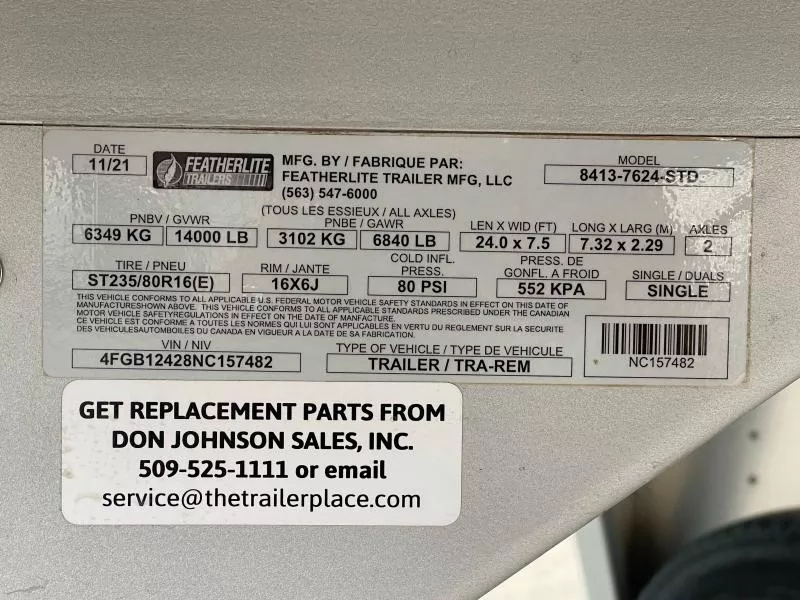 DATE
11/21
FEATHERLITE
TRAILERS
MFG. BY / FABRIQUE PAR:
FEATHERLITE TRAILER MFG, LLC
(563) 547-6000
MODEL
8413-7624-STD
(TOUS LES ESSIEUX / ALL AXLES)
PNBV / GVWR
PNBE / GAWR
LEN X WID (FT)
LONG X LARG (M)
AXLES
6349 KG 14000 LB 3102 KG 6840 LB 24.0 x 7.5 7.32 x 2.29 2
TIRE / PNEU
RIM / JANTE
COLD INFL.
PRESS.
PRESS. DE
GONFL. A FROID
SINGLE / DUALS
ST235/80R16(E) 16X6J 80 PSI 552 KPA SINGLE
THIS VEHICLE CONFORMS TO ALL APPLICABLE U.S. FEDERAL MOTOR VEHICLE SAFETY STANDARDS IN EFFECT ON THIS DATE OF
MANUFACTURESHOWN ABOVE. THIS VEHICLE CONFORMS TO ALL APPLICABLE STANDARDS PRESCRIBED UNDER THE CANADIAN
MOTOR VEHICLE SAFETYREGULATIONS IN EFFECT ON THE DATE OF MANFACTURE.
CE VEHICULE EST CONFORME A TOUTES LES NORMES QUI LUI SONT APPLICABLES EN VERTU DU REGLEMENT SUR LA SECURITE
DES VEHICULESAUTOMOBILES DU CANADA EN VIGUEUR A LA DATE DE SA FABRICATION.
VIN / NIV
4FGB12428NC157482
TYPE OF VEHICLE / TYPE DE VEHICULE
TRAILER / TRA-REM
NC157482
GET REPLACEMENT PARTS FROM
DON JOHNSON SALES, INC.
509-525-1111 or email
service@thetrailerplace.com